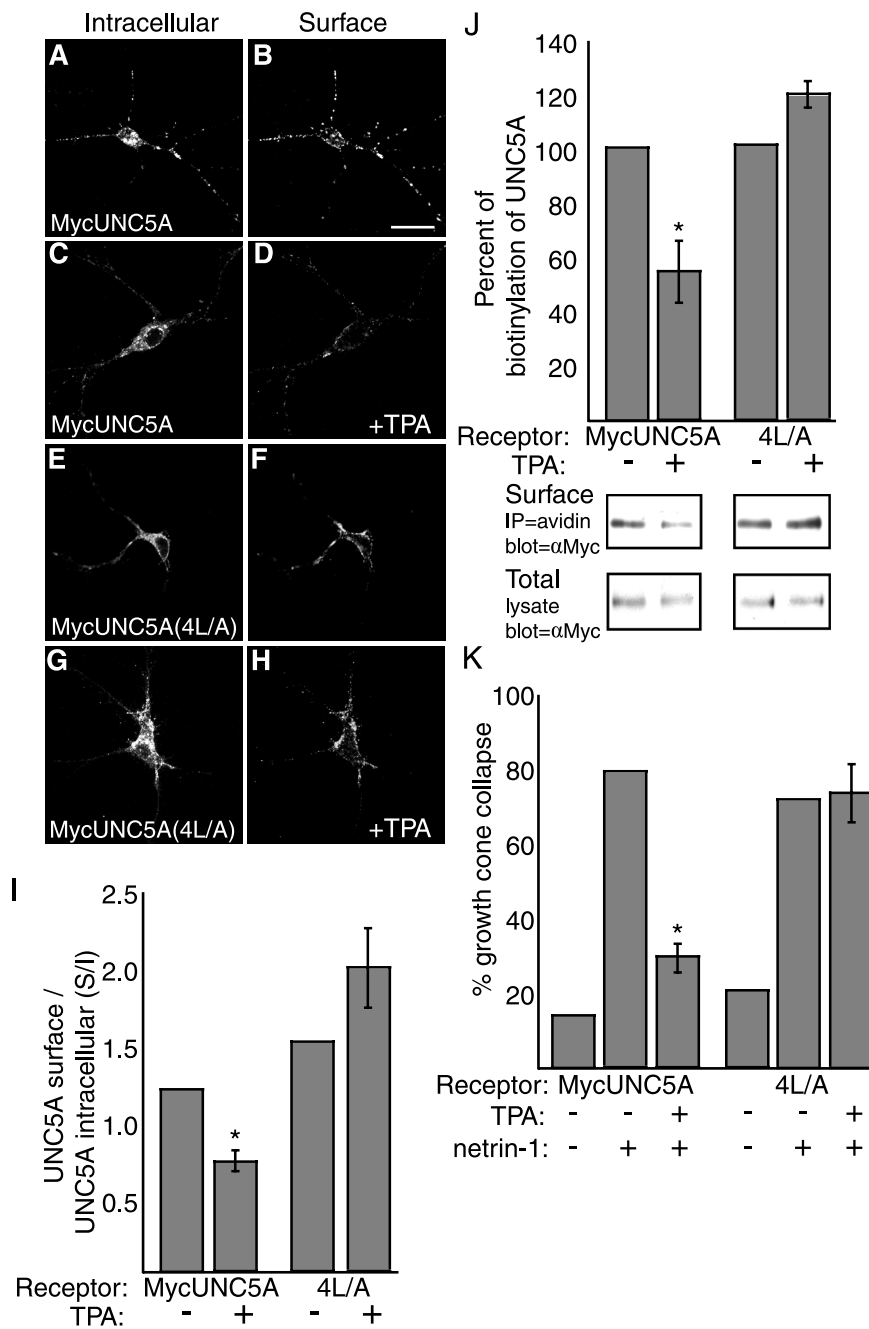 Intracellular Surface
A
B
MycUNC5A
C
D
MycUNC5A
+TPA
E
F
MycUNC5A(4L/A)
G
H
MycUNC5A(4L/A)
+TPA
I
UNC5A surface /
UNC5A intracellular (S/I)
2.5
2.0
1.5
1.0
0.5
*
Receptor: MycUNC5A 4L/A
TPA: - + - +
J
Percent of
biotinylation of UNC5A
140
120
100
80
60
40
20
*
Receptor: MycUNC5A 4L/A
TPA: - + - +
Surface
IP=avidin
blot=αMyc
Total
lysate
blot=αMyc
K
% growth cone collapse
100
80
60
40
20
*
Receptor: MycUNC5A 4L/A
TPA: - - + - - +
netrin-1: - + + - + +